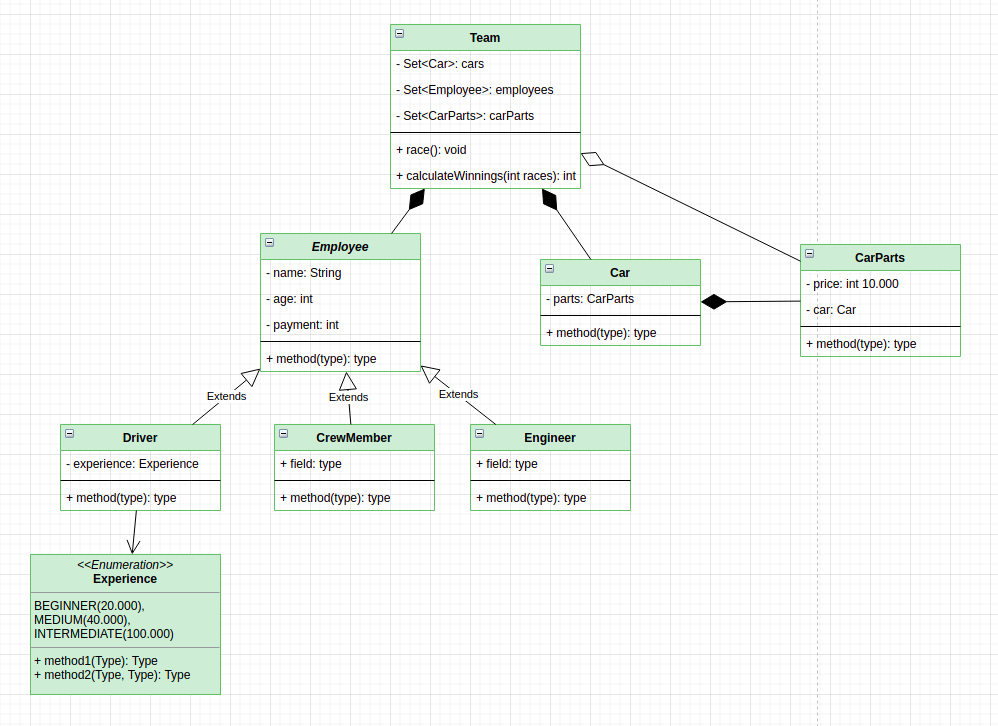 Team
- Set<Car>: cars
- Set<Employee>: employees
- Set<CarParts>: carParts
+ race(): void
+ calculateWinnings(int races): int
Employee
- name: String
- age: int
- payment: int
+ method(type): type
Car
- parts: CarParts
+ method(type): type
CarParts
- price: int 10.000
- car: Car
+ method(type): type
Extends
Extends
Extends
Driver
- experience: Experience
+ method(type): type
CrewMember
+ field: type
+ method(type): type
Engineer
+ field: type
+ method(type): type
<<Enumeration>>
Experience
BEGINNER(20.000),
MEDIUM(40.000),
INTERMEDIATE(100.000)
+ method1(Type): Type
+ method2(Type, Type): Type